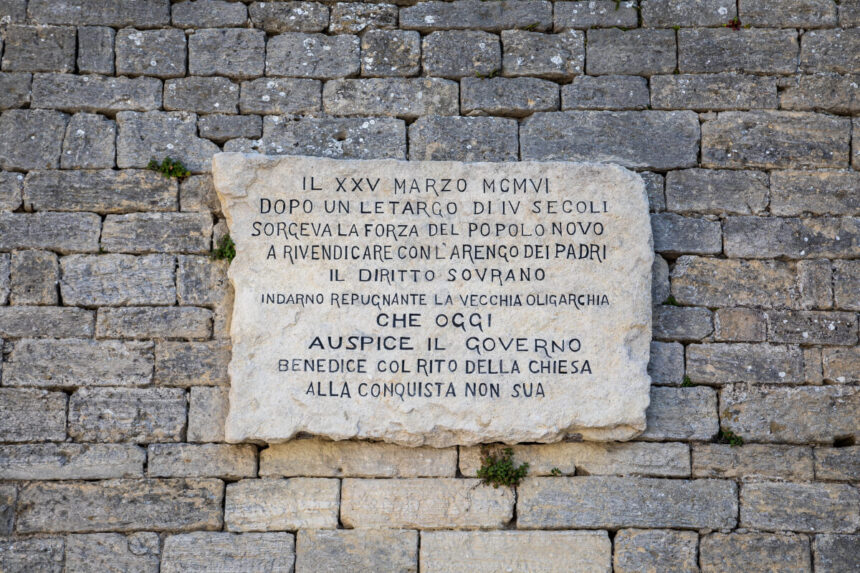 IL XXV MARZO MCMVI
DOPO UN LETARGO DI IV SECOLI
SORGEVA LA FORZA DEL POPOLO NOVO
A RIVENDICARE CON L'ARENGO DEI PADRI
IL DIRITTO SOVRANO
INDARNO REPUGNANTE LA VECCHIA OLIGARCHIA
CHE OGGI
AUSPICE IL GOVERNO
BENEDICE COL RITO DELLA CHIESA
ALLA CONQUISTA NON SUA